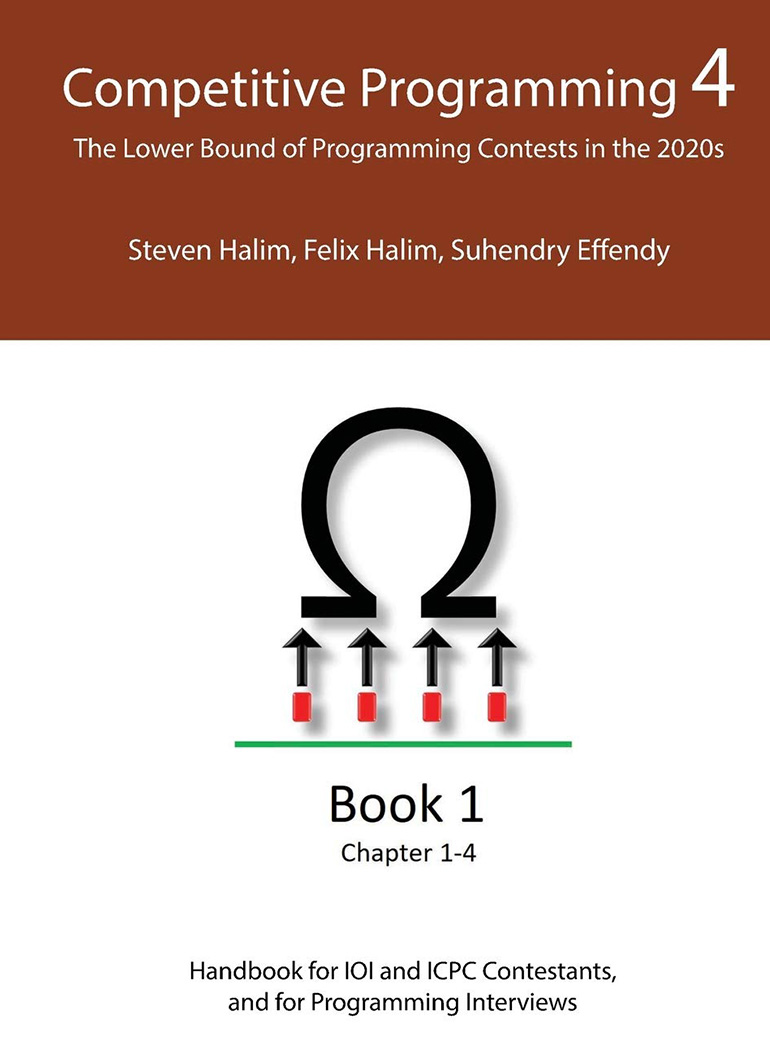 Competitive Programming 4
The Lower Bound of Programming Contests in the 2020s
Steven Halim, Felix Halim, Suhendry Effendy
Ω
Book 1
Chapter 1-4
Handbook for IOI and ICPC Contestants,
and for Programming Interviews